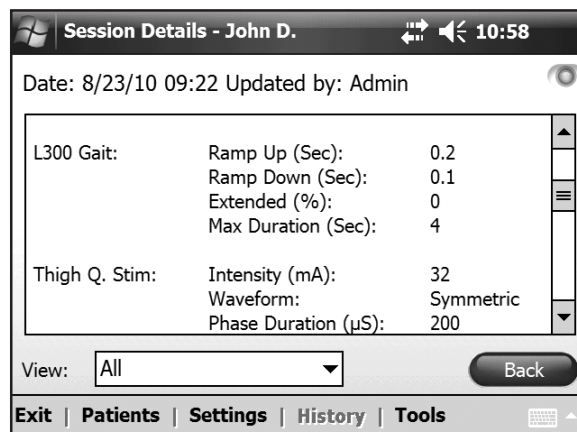 Session Details - John D. 10:58
Date: 8/23/10 09:22 Updated by: Admin
L300 Gait: Ramp Up (Sec): 0.2
Ramp Down (Sec): 0.1
Extended (%): 0
Max Duration (Sec): 4
Thigh Q. Stim: Intensity (mA): 32
Waveform: Symmetric
Phase Duration (µS): 200
View: All Back
Exit | Patients | Settings | History | Tools